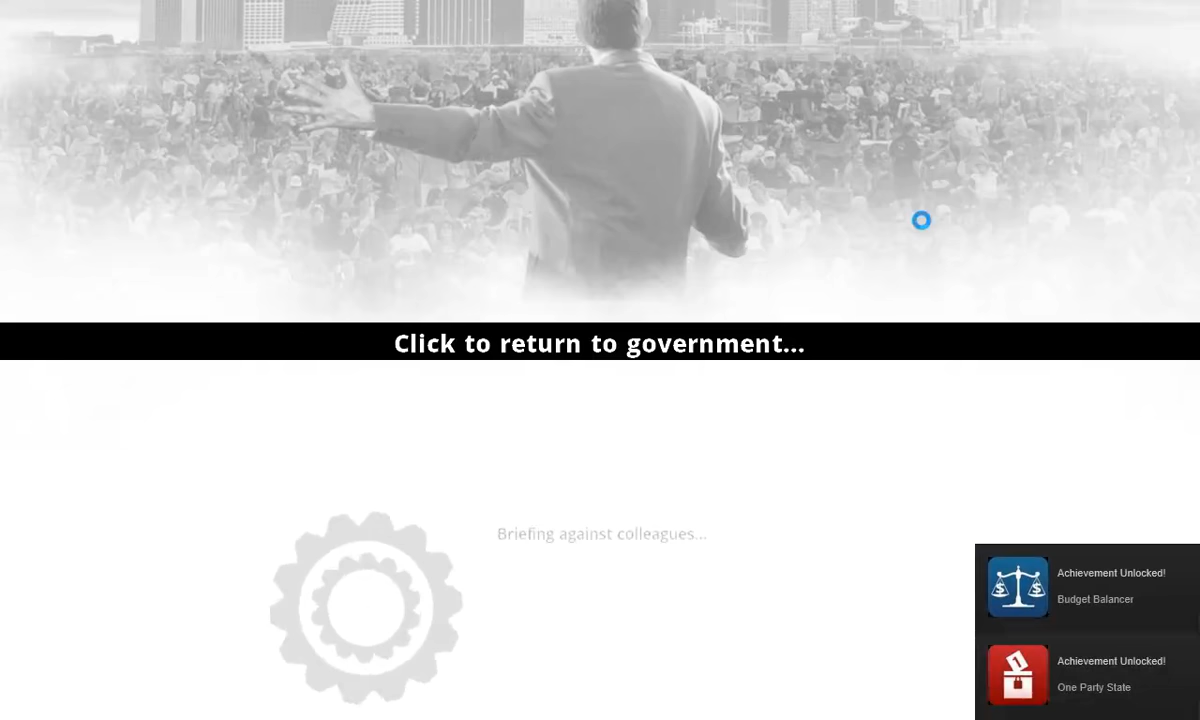 Click to return to government...
Briefing against colleagues...
Achievement Unlocked!
Budget Balancer
Achievement Unlocked!
One Party State